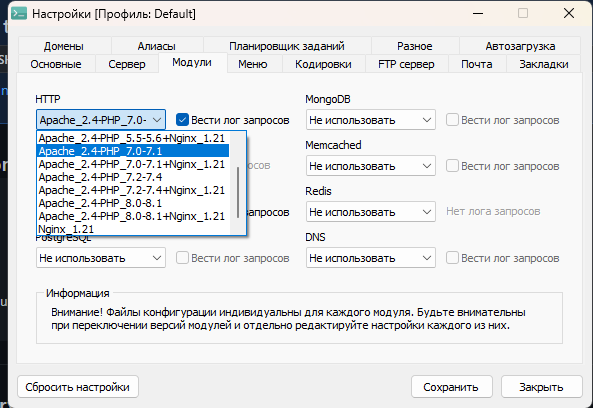 Настройки [Профиль: Default]
Домены Алиасы Планировщик заданий Разное Автозагрузка
Основные Сервер Модули Меню Кодировки FTP сервер Почта Закладки
HTTP MongoDB
Apache_2.4-PHP_7.0- Вести лог запросов Не использовать Вести лог запросов
Apache_2.4-PHP_5.5-5.6+Nginx_1.21
Apache_2.4-PHP_7.0-7.1 Memcached
Apache_2.4-PHP_7.0-7.1+Nginx_1.21 запросов Не использовать Вести лог запросов
Apache_2.4-PHP_7.2-7.4
Apache_2.4-PHP_7.2-7.4+Nginx_1.21 Redis
Apache_2.4-PHP_8.0-8.1
Apache_2.4-PHP_8.0-8.1+Nginx_1.21 запросов Не использовать Нет лога запросов
Nginx_1.21
PostgreSQL DNS
Не использовать Вести лог запросов Не использовать Вести лог запросов
Информация
Внимание! Файлы конфигурации индивидуальны для каждого модуля. Будьте внимательны
при переключении версий модулей и отдельно редактируйте настройки каждого из них.
Сбросить настройки Сохранить Закрыть